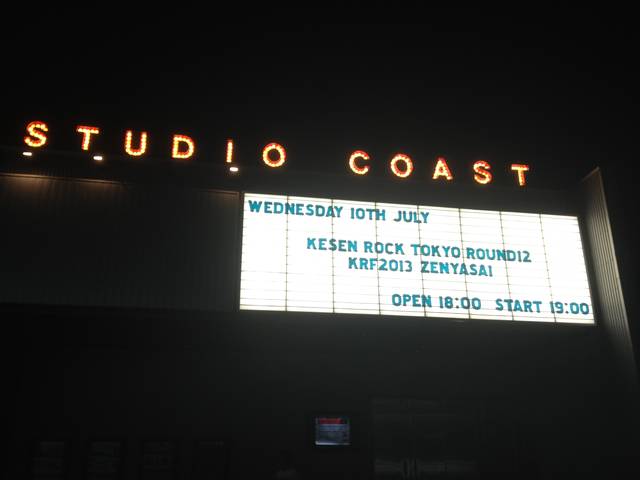 STUDIO COAST
WEDNESDAY 10TH JULY
KESEN ROCK TOKYO ROUND12
KRF2013 ZENYASAI
OPEN 18:00 START 19:00